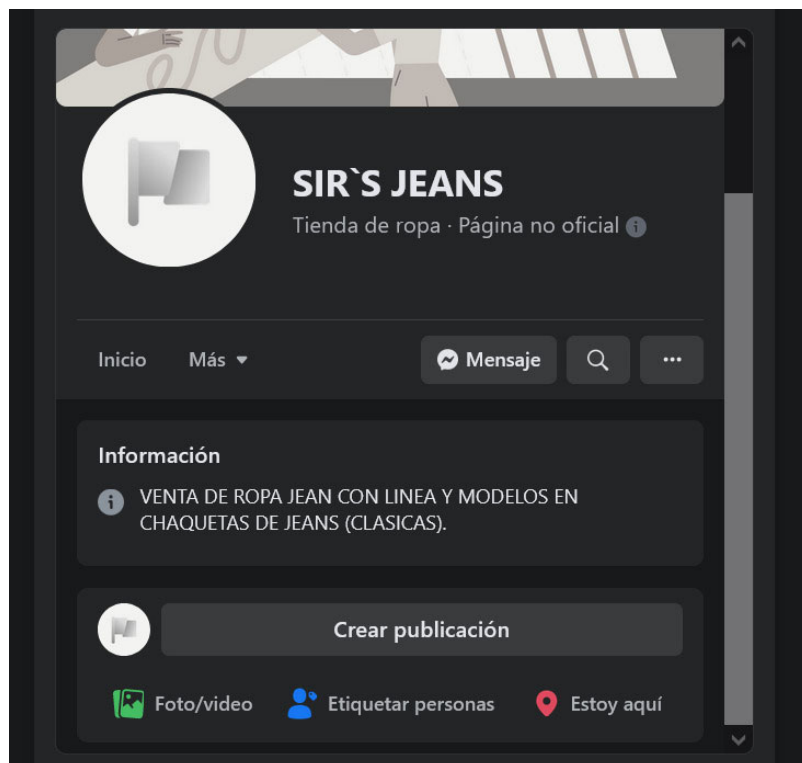 SIR`S JEANS
Tienda de ropa · Página no oficial
Inicio Más Mensaje
Información
VENTA DE ROPA JEAN CON LINEA Y MODELOS EN
CHAQUETAS DE JEANS (CLASICAS).
Crear publicación
Foto/video Etiquetar personas Estoy aquí